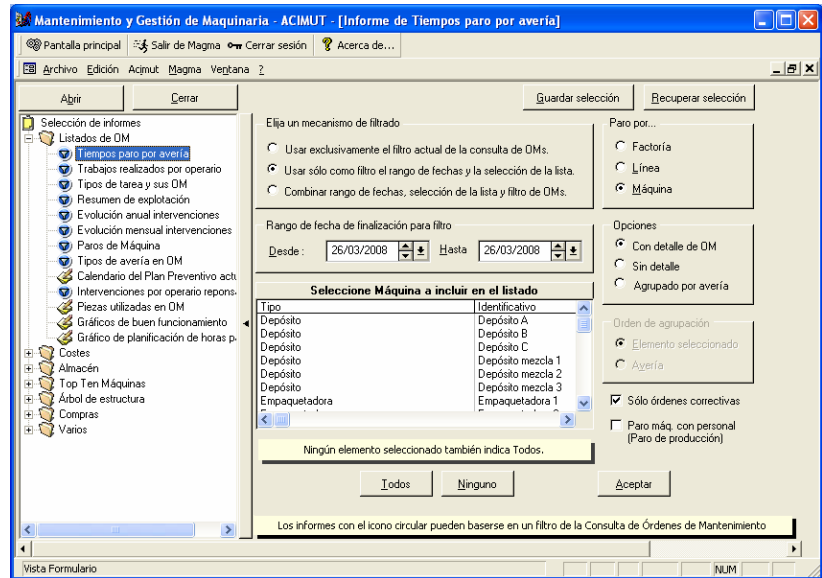 Mantenimiento y Gestión de Maquinaria - ACIMUT - [Informe de Tiempos paro por avería]
Pantalla principal Salir de Magma Cerrar sesión Acerca de...
Archivo Edición Acimut Magma Ventana ?
Abrir Cerrar Guardar selección Recuperar selección
Selección de informes
Listados de OM
Tiempos paro por avería
Trabajos realizados por operario
Tipos de tarea y sus OM
Resumen de explotación
Evolución anual intervenciones
Evolución mensual intervenciones
Paros de Máquina
Tipos de avería en OM
Calendario del Plan Preventivo actu
Intervenciones por operario repons
Piezas utilizadas en OM
Gráficos de buen funcionamiento
Gráfico de planificación de horas p
Costes
Almacén
Top Ten Máquinas
Árbol de estructura
Compras
Varios
Elija un mecanismo de filtrado
Usar exclusivamente el filtro actual de la consulta de OMs.
Usar sólo como filtro el rango de fechas y la selección de la lista.
Combinar rango de fechas, selección de la lista y filtro de OMs.
Rango de fecha de finalización para filtro
Desde : 26/03/2008 Hasta 26/03/2008
Seleccione Máquina a incluir en el listado
Tipo Identificativo
Depósito Depósito A
Depósito Depósito B
Depósito Depósito C
Depósito Depósito mezcla 1
Depósito Depósito mezcla 2
Depósito Depósito mezcla 3
Empaquetadora Empaquetadora 1
Ningún elemento seleccionado también indica Todos.
Todos Ninguno Aceptar
Paro por...
Factoría
Línea
Máquina
Opciones
Con detalle de OM
Sin detalle
Agrupado por avería
Orden de agrupación
Elemento seleccionado
Avería
Sólo órdenes correctivas
Paro máq. con personal
(Paro de producción)
Los informes con el icono circular pueden baserse en un filtro de la Consulta de Órdenes de Mantenimiento
Vista Formulario NUM